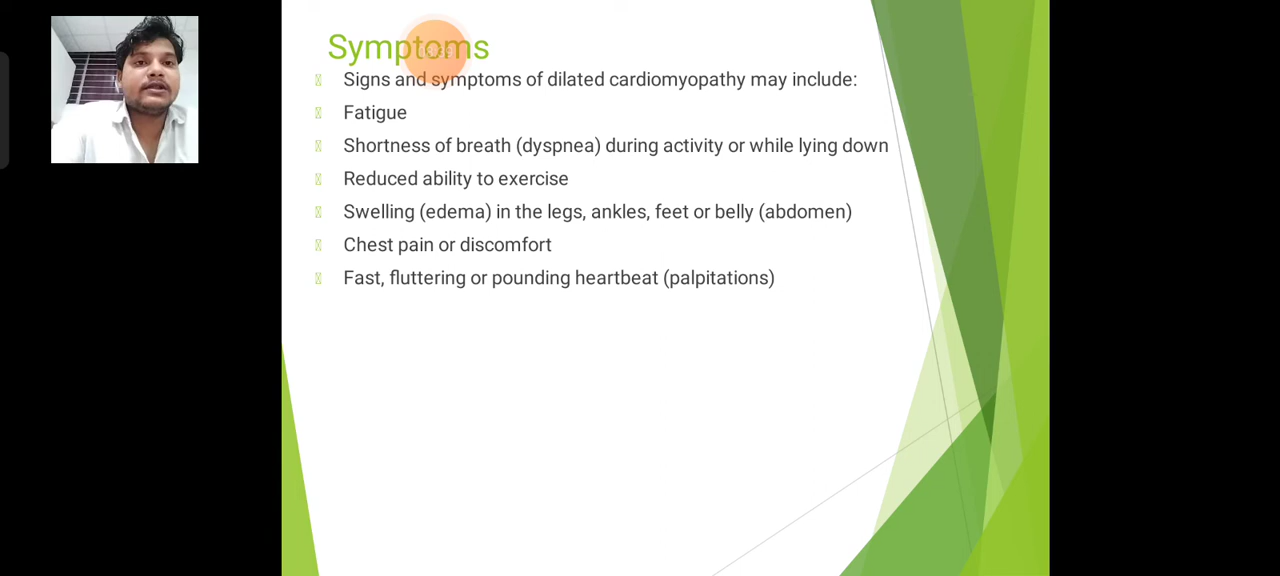 Symptoms
Signs and symptoms of dilated cardiomyopathy may include:
Fatigue
Shortness of breath (dyspnea) during activity or while lying down
Reduced ability to exercise
Swelling (edema) in the legs, ankles, feet or belly (abdomen)
Chest pain or discomfort
Fast, fluttering or pounding heartbeat (palpitations)